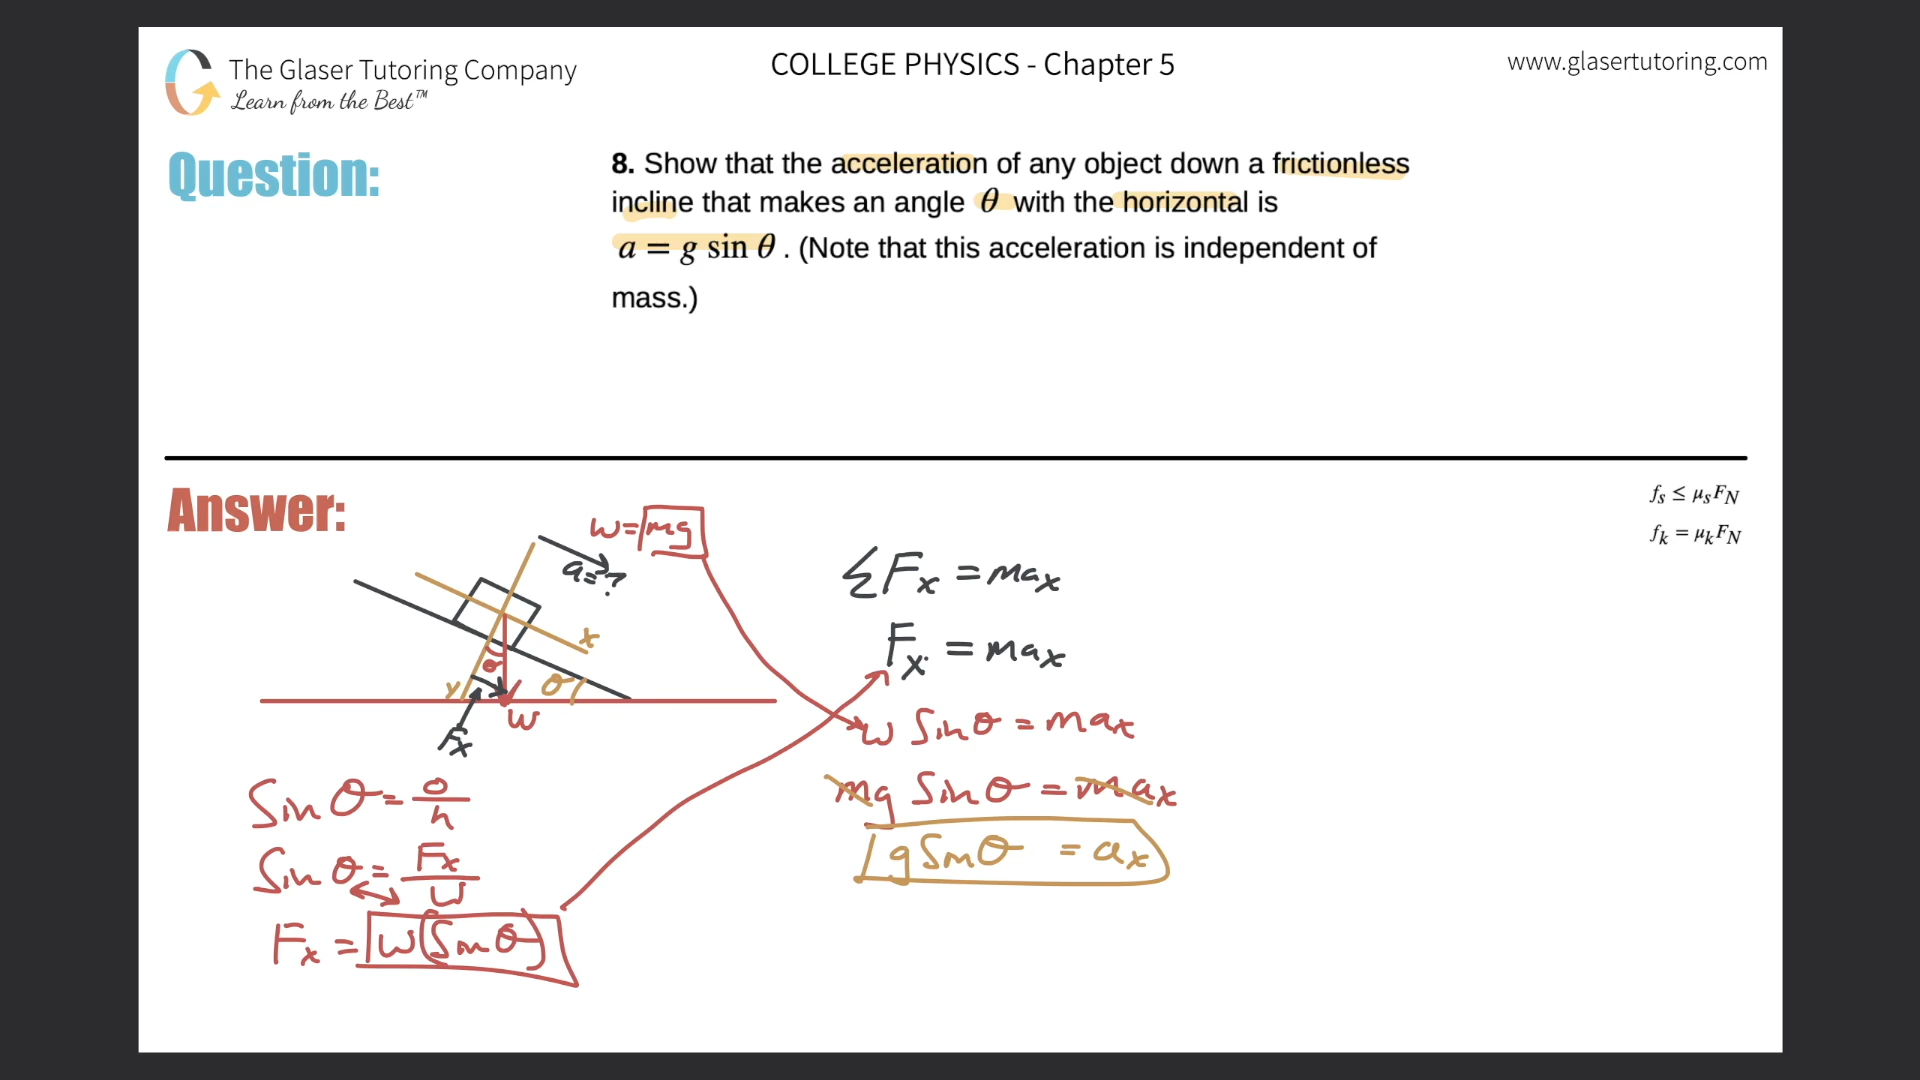 The Glaser Tutoring Company
Learn from the Best™
COLLEGE PHYSICS - Chapter 5
www.glasertutoring.com
Question:
8. Show that the acceleration of any object down a frictionless
incline that makes an angle θ with the horizontal is
a = g sin θ . (Note that this acceleration is independent of
mass.)
Answer:
fs ≤ μsFN
fk = μkFN
W=mg
a=?
x
θ
y
θ
W
Fx
Sin θ = o/h
Sin θ = Fx/W
Fx = W(Sin θ)
ΣFx = max
Fx = max
W Sin θ = max
mg Sin θ = max
g Sin θ = ax